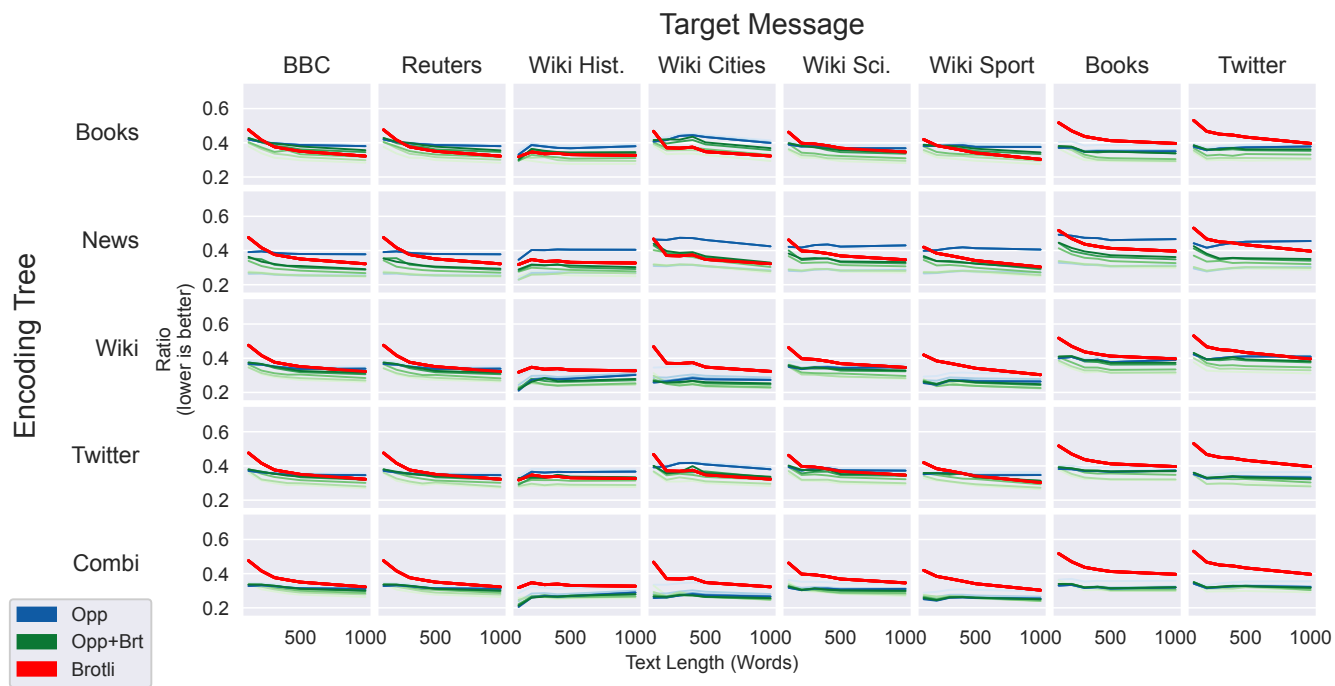 Target Message
BBC Reuters Wiki Hist. Wiki Cities Wiki Sci. Wiki Sport Books Twitter
Encoding Tree
Ratio
(lower is better)
Books
0.6
0.4
0.2
News
0.6
0.4
0.2
Wiki
0.6
0.4
0.2
Twitter
0.6
0.4
0.2
Combi
0.6
0.4
0.2
500 1000 500 1000 500 1000 500 1000 500 1000 500 1000 500 1000 500 1000
Text Length (Words)
Opp
Opp+Brt
Brotli